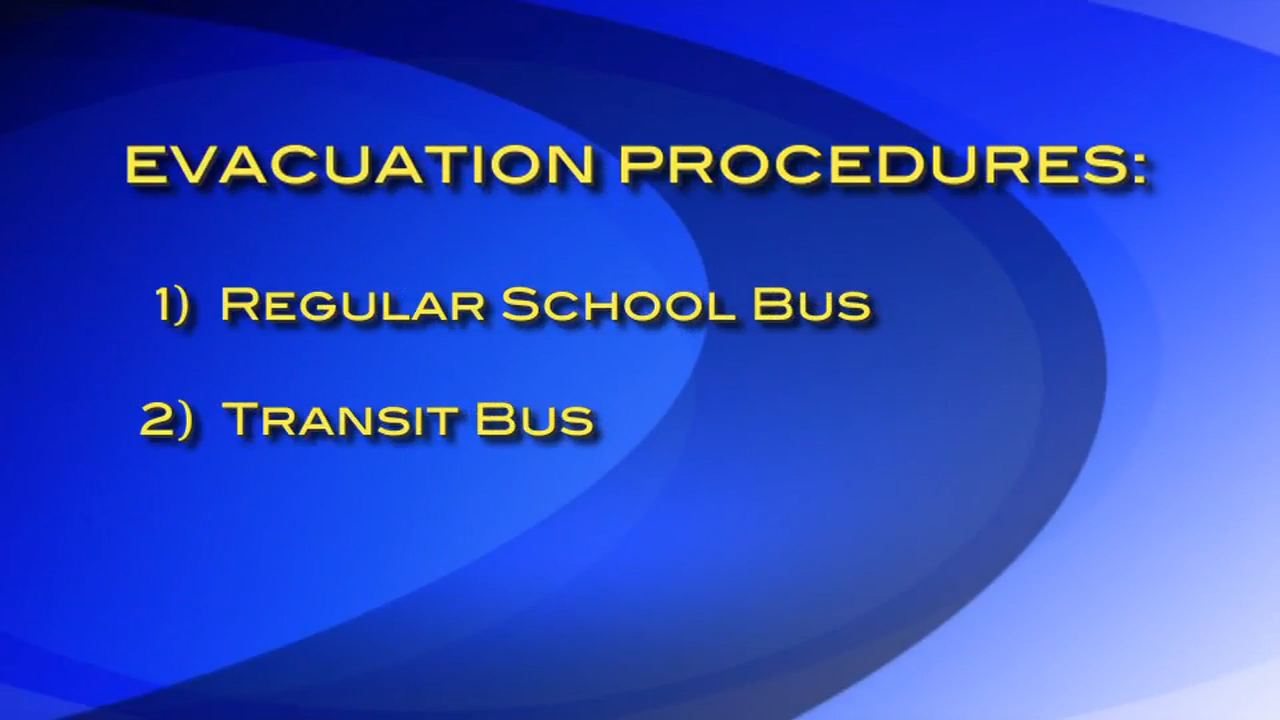 EVACUATION PROCEDURES:
1) REGULAR SCHOOL BUS
2) TRANSIT BUS